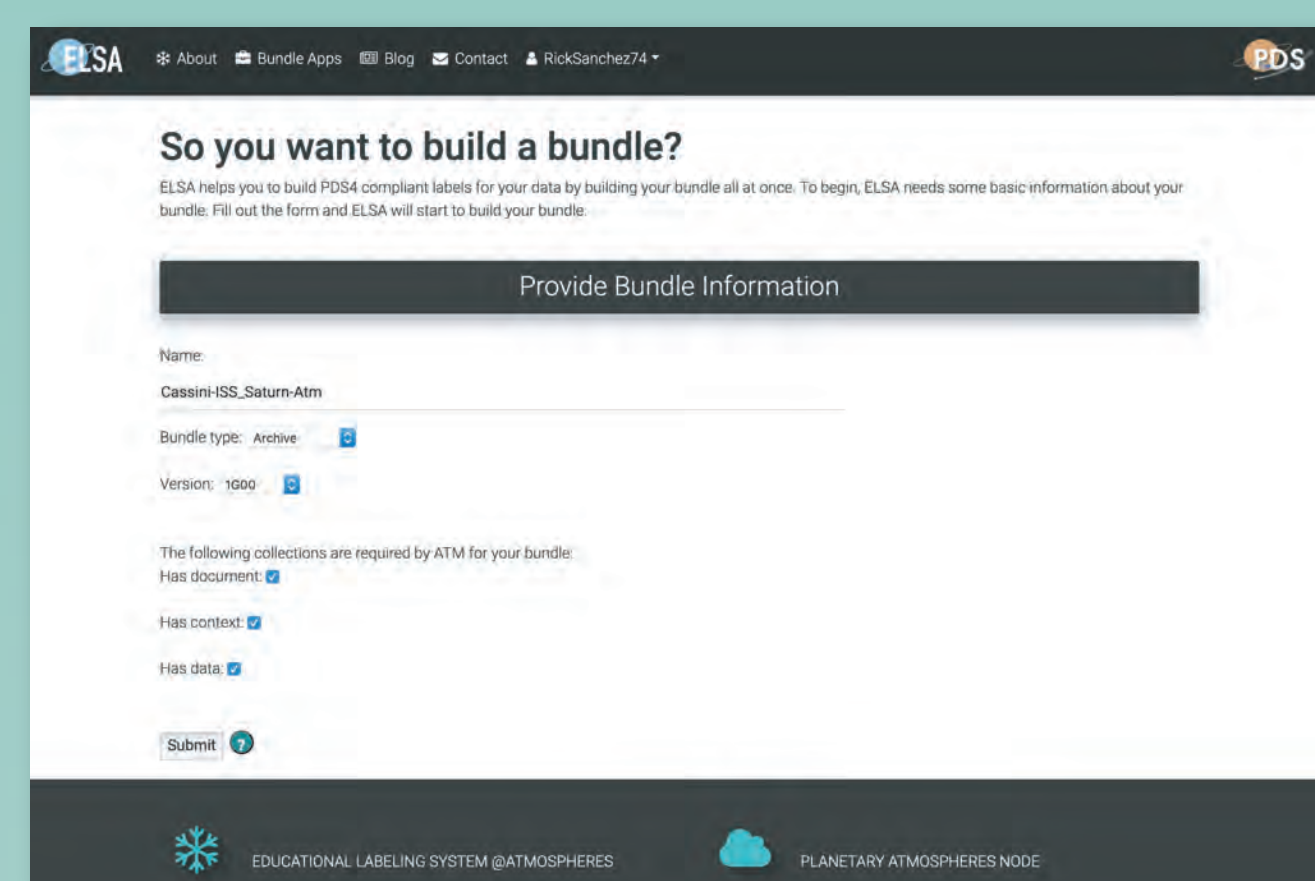 ELSA About Bundle Apps Blog Contact RickSanchez74 PDS
So you want to build a bundle?
ELSA helps you to build PDS4 compliant labels for your data by building your bundle all at once. To begin, ELSA needs some basic information about your
bundle. Fill out the form and ELSA will start to build your bundle.
Provide Bundle Information
Name:
Cassini-ISS_Saturn-Atm
Bundle type: Archive
Version: 1G00
The following collections are required by ATM for your bundle:
Has document:
Has context:
Has data:
Submit ?
EDUCATIONAL LABELING SYSTEM @ATMOSPHERES PLANETARY ATMOSPHERES NODE